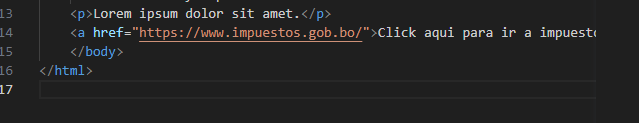 13 <p>Lorem ipsum dolor sit amet.</p>
14 <a href="https://www.impuestos.gob.bo/">Click aqui para ir a impuesto
15 </body>
16 </html>
17